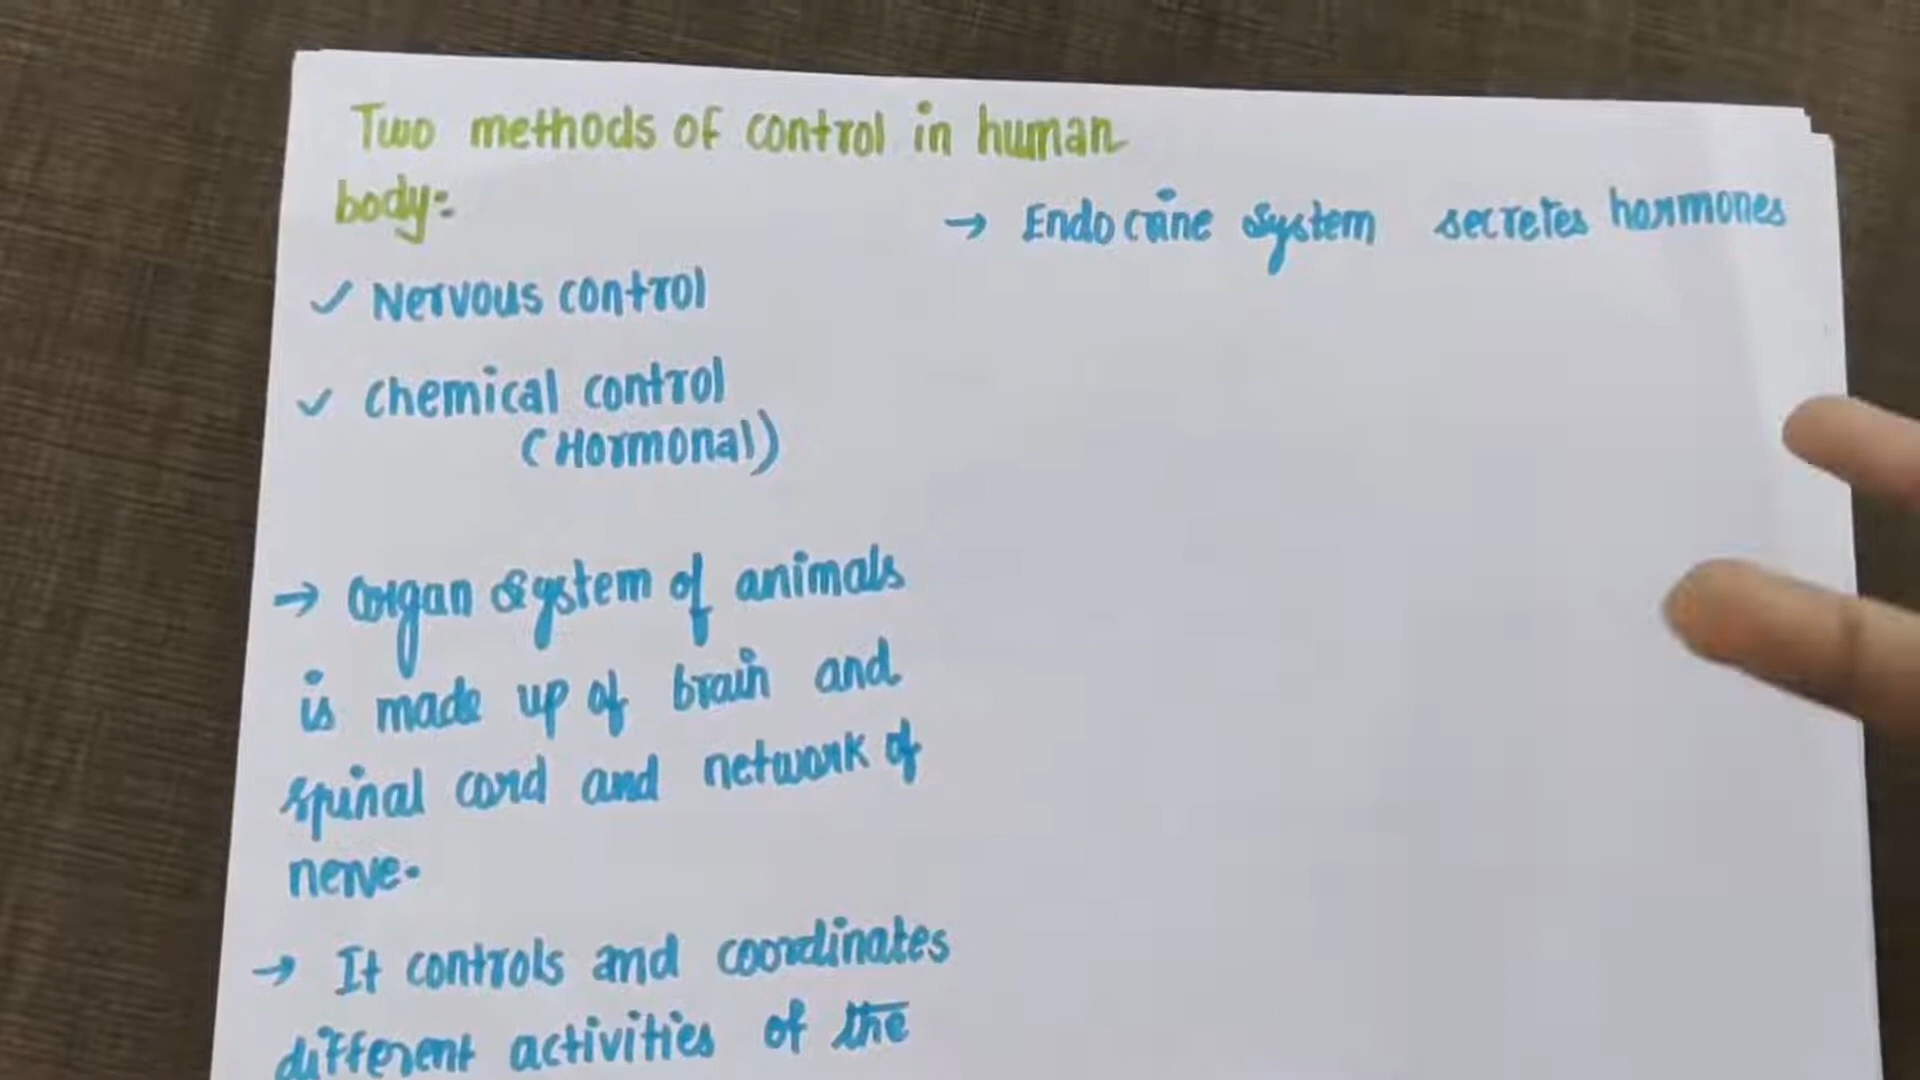 Two methods of control in human
body:-
✓ Nervous control
✓ Chemical control
(Hormonal)
→ Organ system of animals
is made up of brain and
spinal cord and network of
nerve.
→ It controls and coordinates
different activities of the
→ Endocrine system secretes hormones